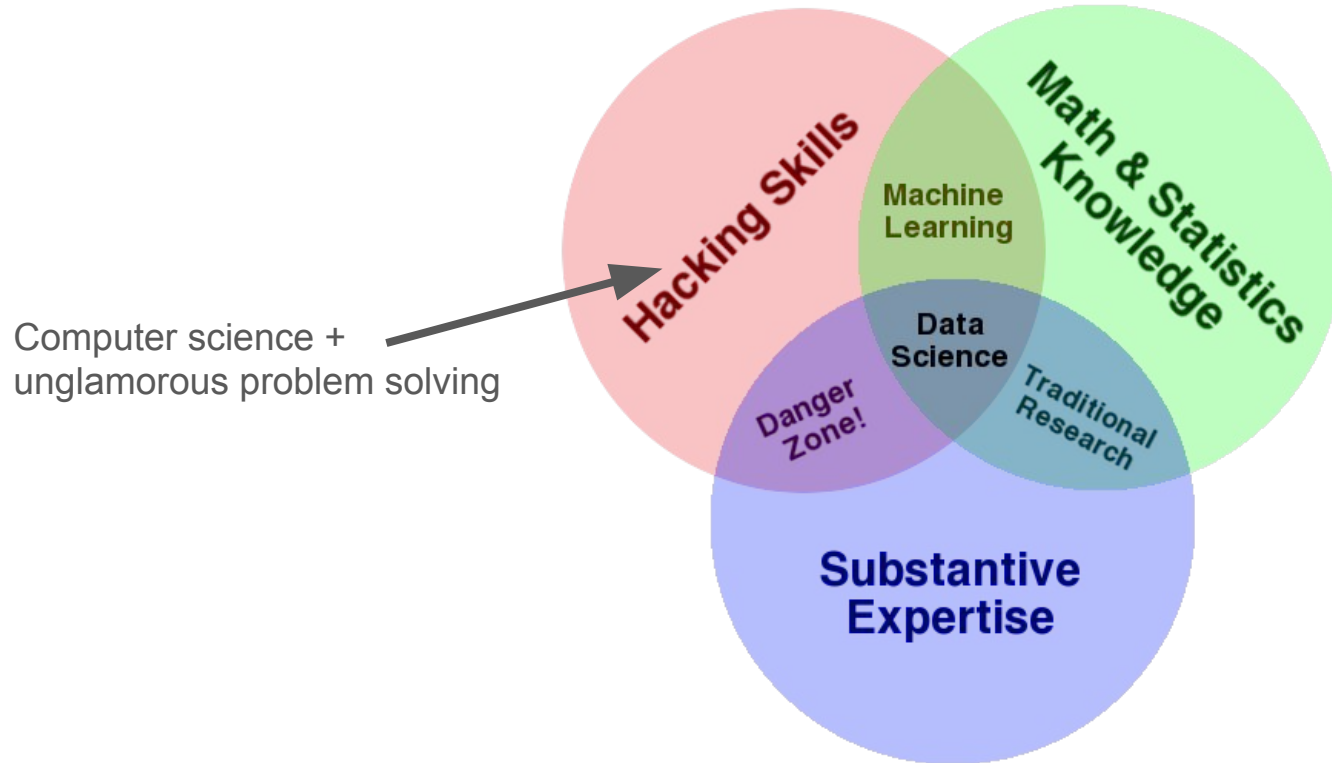 Hacking Skills
Math & Statistics
Knowledge
Machine
Learning
Computer science +
unglamorous problem solving
Data
Science
Danger
Zone!
Traditional
Research
Substantive
Expertise